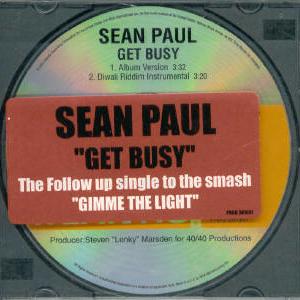 SEAN PAUL
GET BUSY
1. Album Version 3:32
2. Diwali Riddim Instrumental 3:20
SEAN PAUL
"GET BUSY"
The Follow up single to the smash
"GIMME THE LIGHT"
Producer:Steven "Lenky" Marsden for 40/40 Productions